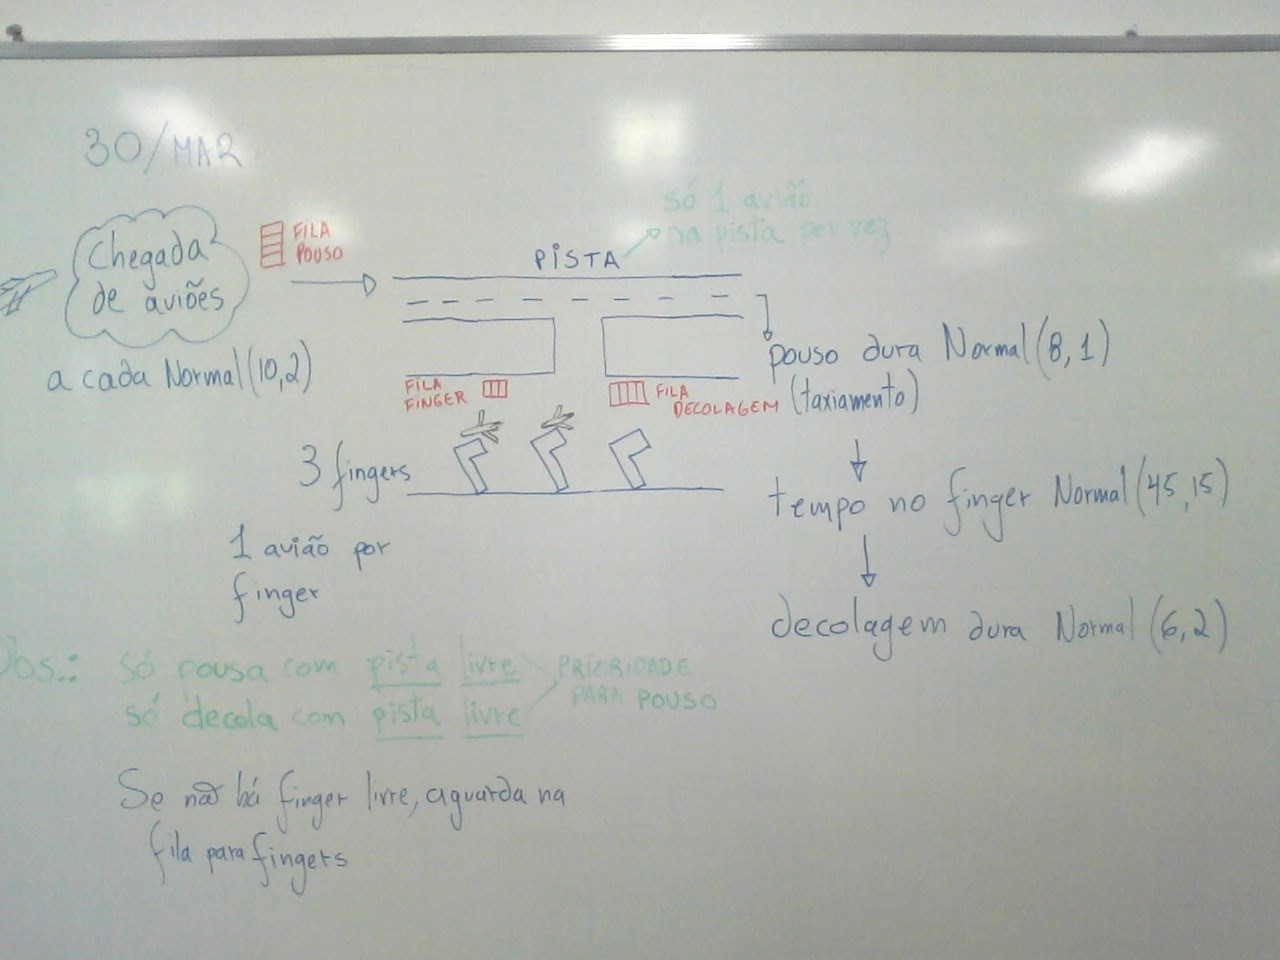 30/MAR
Chegada
de aviões
a cada Normal(10,2)
FILA
POUSO
PISTA
só 1 avião
na pista por vez
FILA
FINGER
FILA
DECOLAGEM
3 fingers
1 avião por
finger
pouso dura Normal(8,1)
(taxiamento)
tempo no finger Normal(45,15)
decolagem dura Normal(6,2)
Obs.: só pousa com pista livre
só decola com pista livre
PRIORIDADE
PARA POUSO
Se não há finger livre, aguarda na
fila para fingers